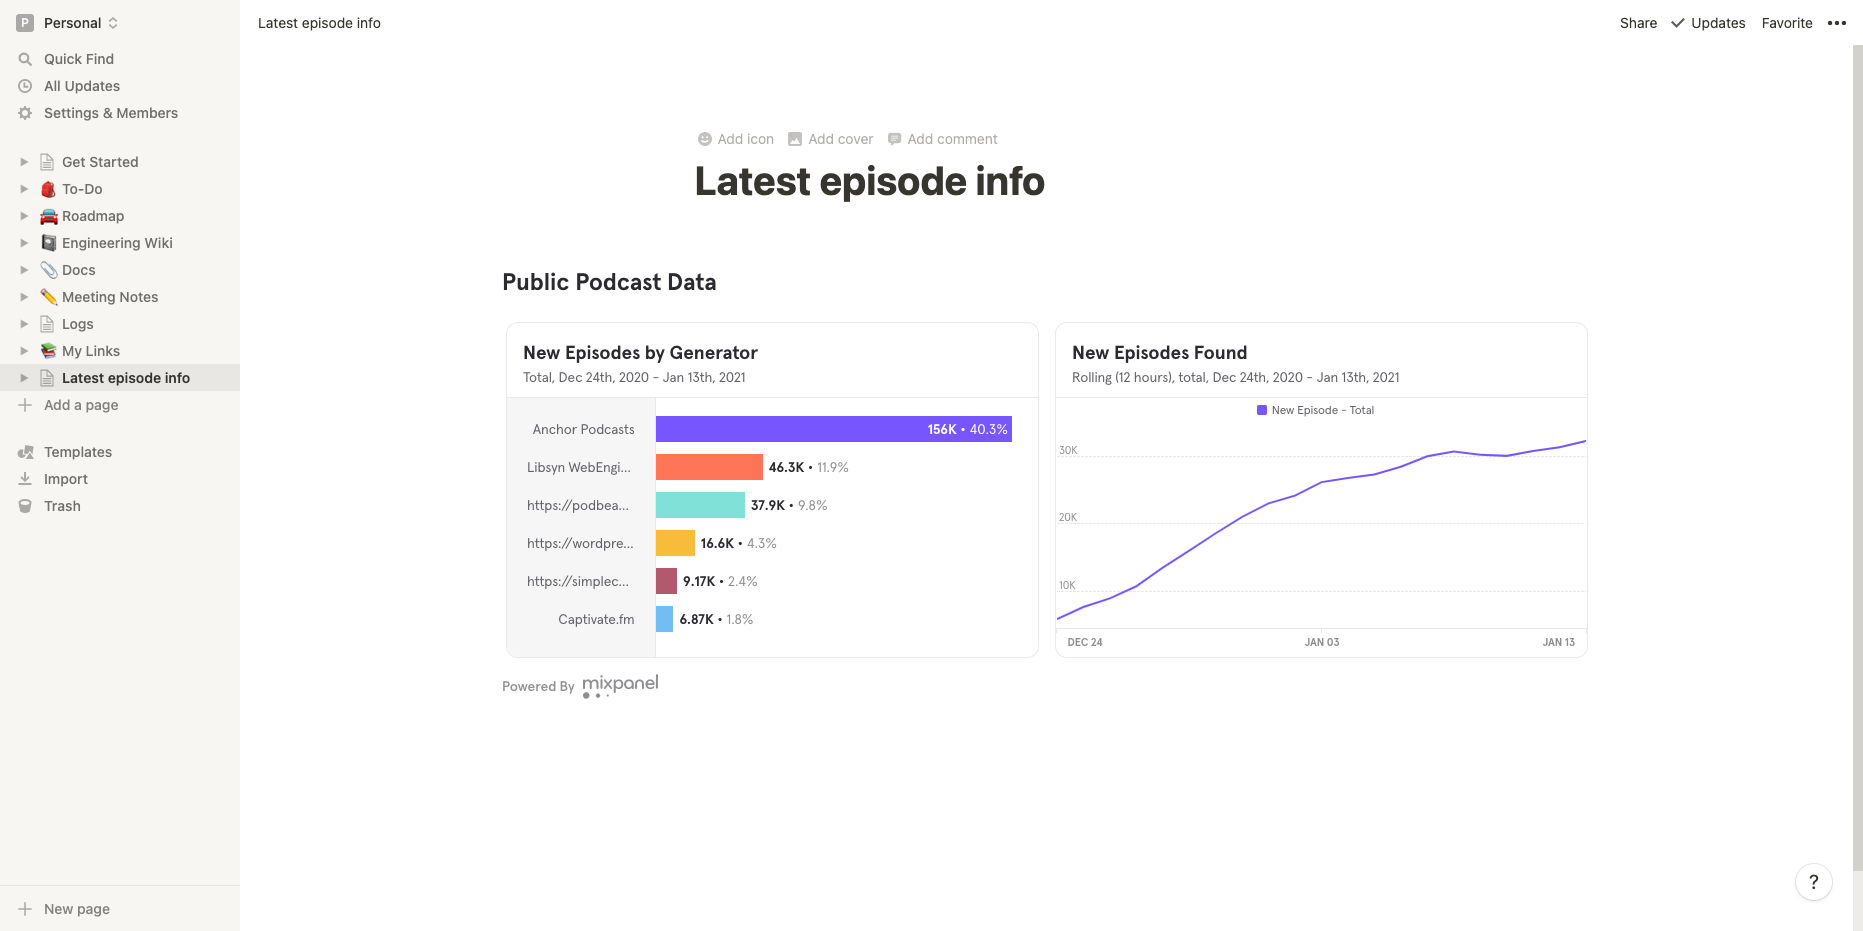 P Personal
Quick Find
All Updates
Settings & Members
Get Started
To-Do
Roadmap
Engineering Wiki
Docs
Meeting Notes
Logs
My Links
Latest episode info
Add a page
Templates
Import
Trash
New page
Latest episode info
Share Updates Favorite
Add icon Add cover Add comment
Latest episode info
Public Podcast Data
New Episodes by Generator
Total, Dec 24th, 2020 - Jan 13th, 2021
Anchor Podcasts 156K • 40.3%
Libsyn WebEngi... 46.3K • 11.9%
https://podbea... 37.9K • 9.8%
https://wordpre... 16.6K • 4.3%
https://simplec... 9.17K • 2.4%
Captivate.fm 6.87K • 1.8%
New Episodes Found
Rolling (12 hours), total, Dec 24th, 2020 - Jan 13th, 2021
New Episode - Total
30K
20K
10K
DEC 24 JAN 03 JAN 13
Powered By mixpanel
?